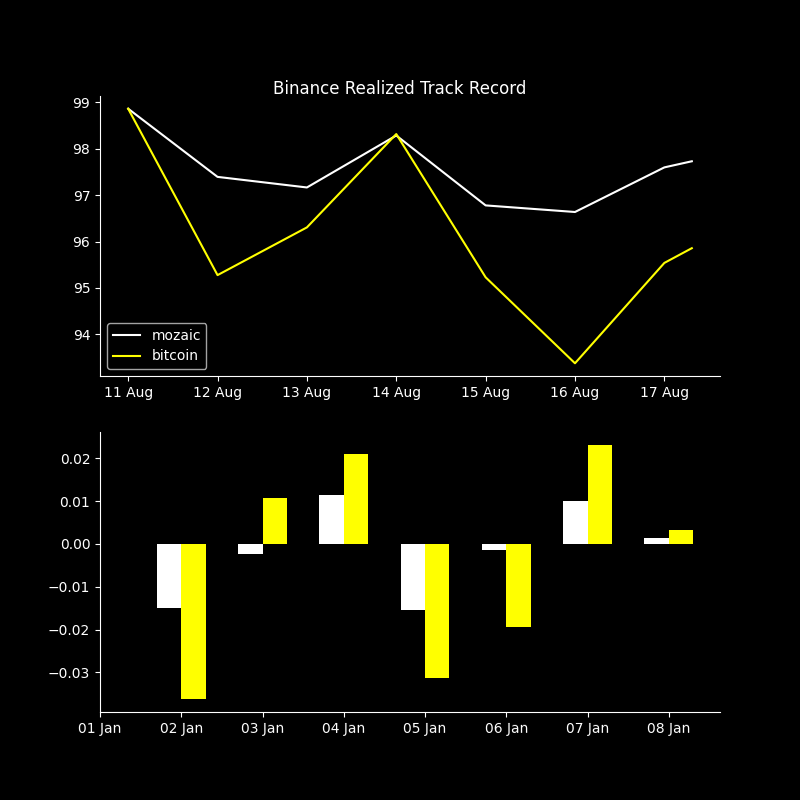 Binance Realized Track Record
99
98
97
96
95
94
mozaic
bitcoin
11 Aug 12 Aug 13 Aug 14 Aug 15 Aug 16 Aug 17 Aug
0.02
0.01
0.00
−0.01
−0.02
−0.03
01 Jan 02 Jan 03 Jan 04 Jan 05 Jan 06 Jan 07 Jan 08 Jan